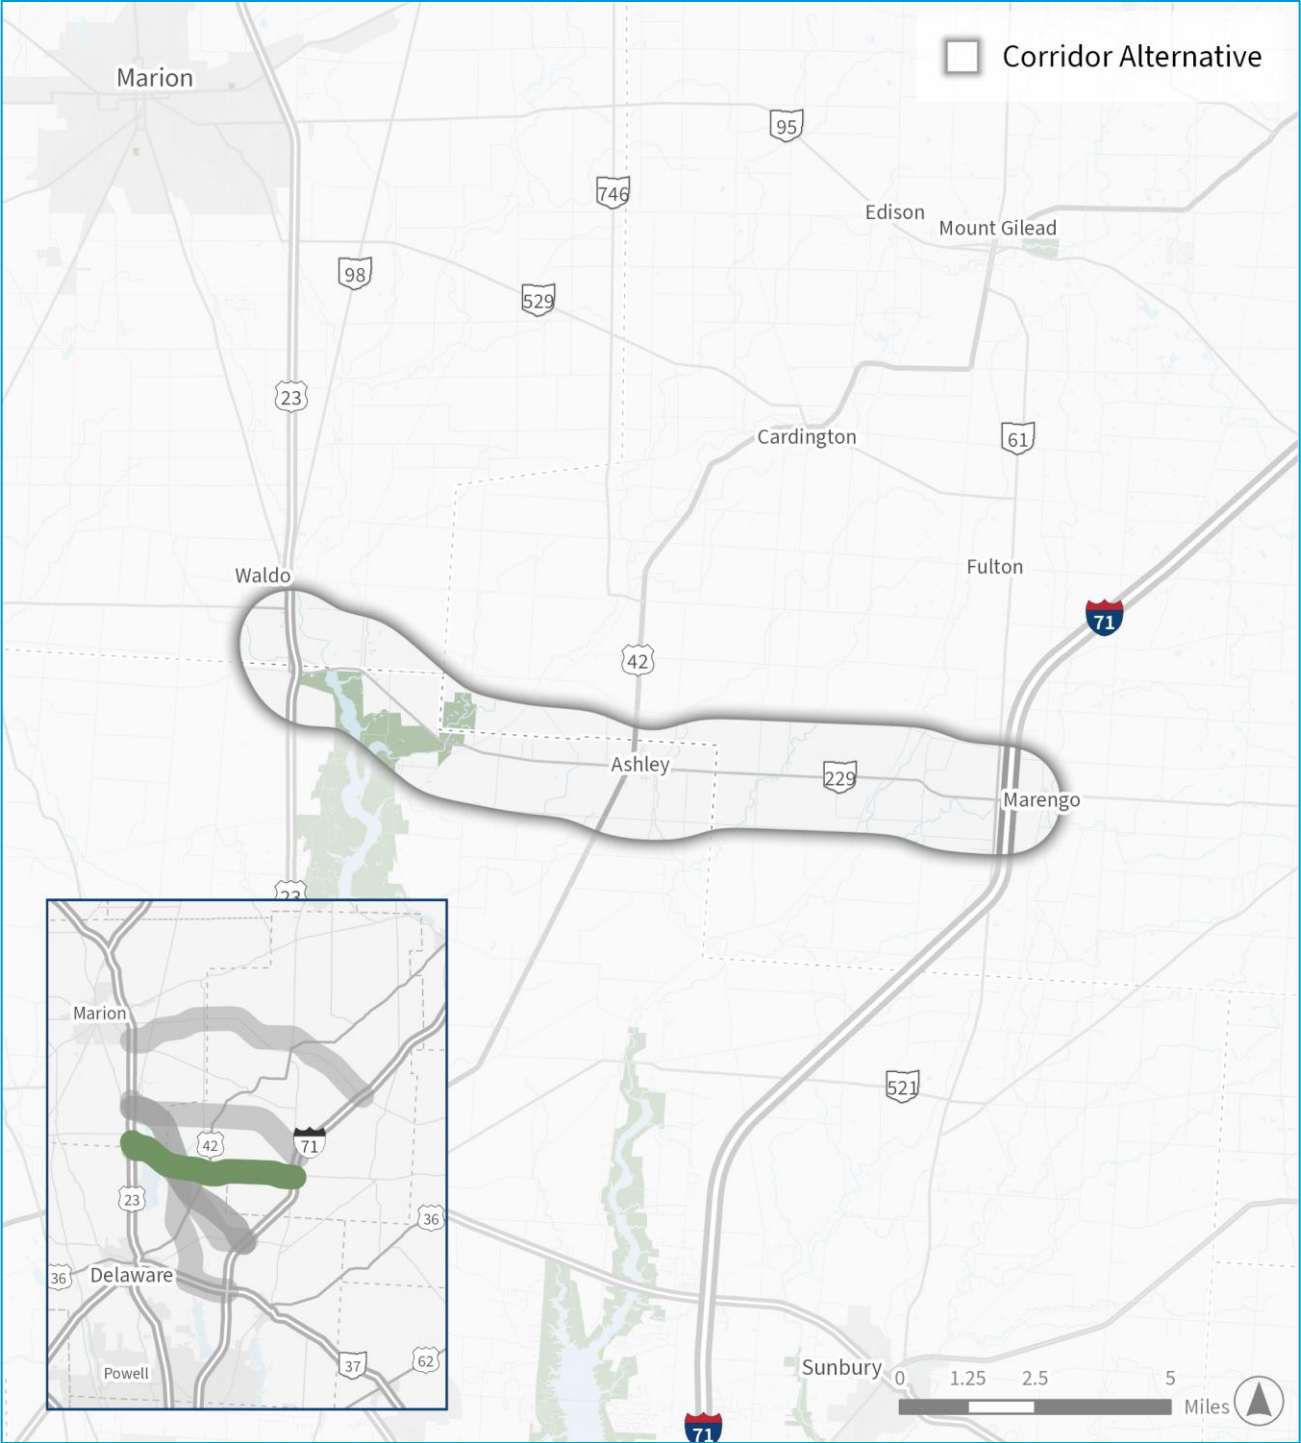 Corridor Alternative
Marion
95
746
Edison
Mount Gilead
98
529
23
Cardington
61
Waldo
Fulton
71
42
Ashley
229
Marengo
23
Marion
42
71
23
36
36
Delaware
Powell
37
62
521
Sunbury
0 1.25 2.5 5
Miles
71